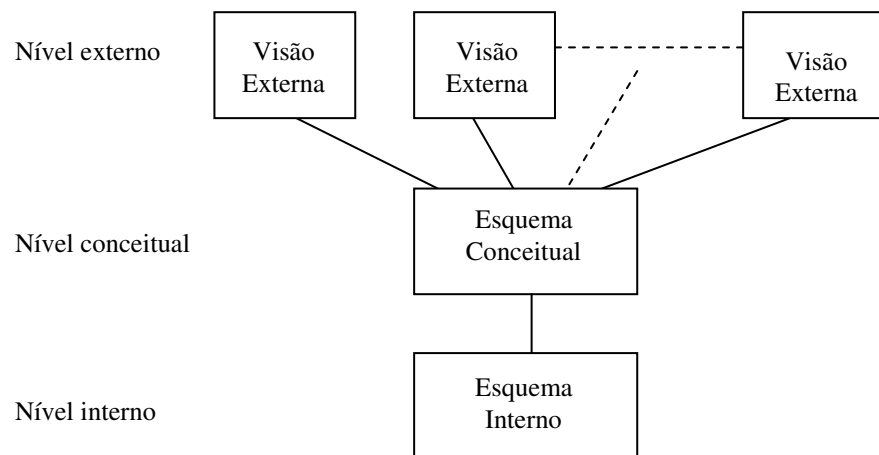 Nível externo
Visão
Externa
Visão
Externa
Visão
Externa
Nível conceitual
Esquema
Conceitual
Nível interno
Esquema
Interno